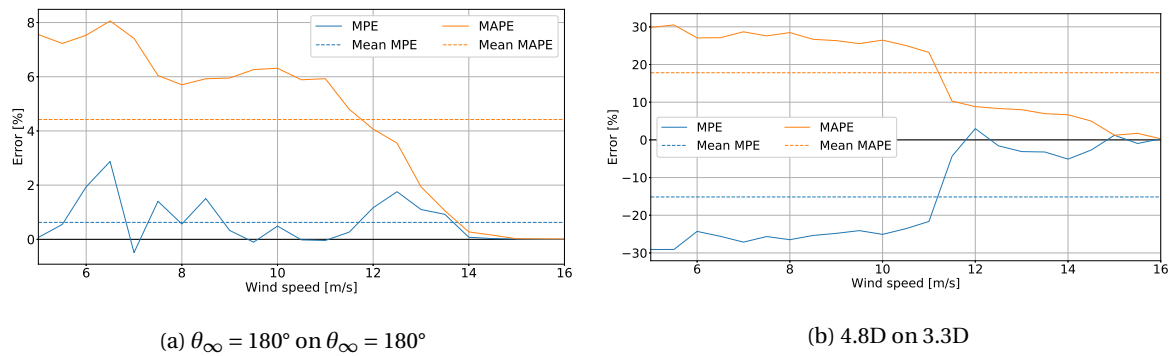 MPE
Mean MPE
MAPE
Mean MAPE
8
6
4
2
0
Error [%]
6
8
10
12
14
16
Wind speed [m/s]
(a) θ∞ = 180° on θ∞ = 180°
30
20
10
0
−10
−20
−30
Error [%]
MPE
Mean MPE
MAPE
Mean MAPE
6
8
10
12
14
16
Wind speed [m/s]
(b) 4.8D on 3.3D